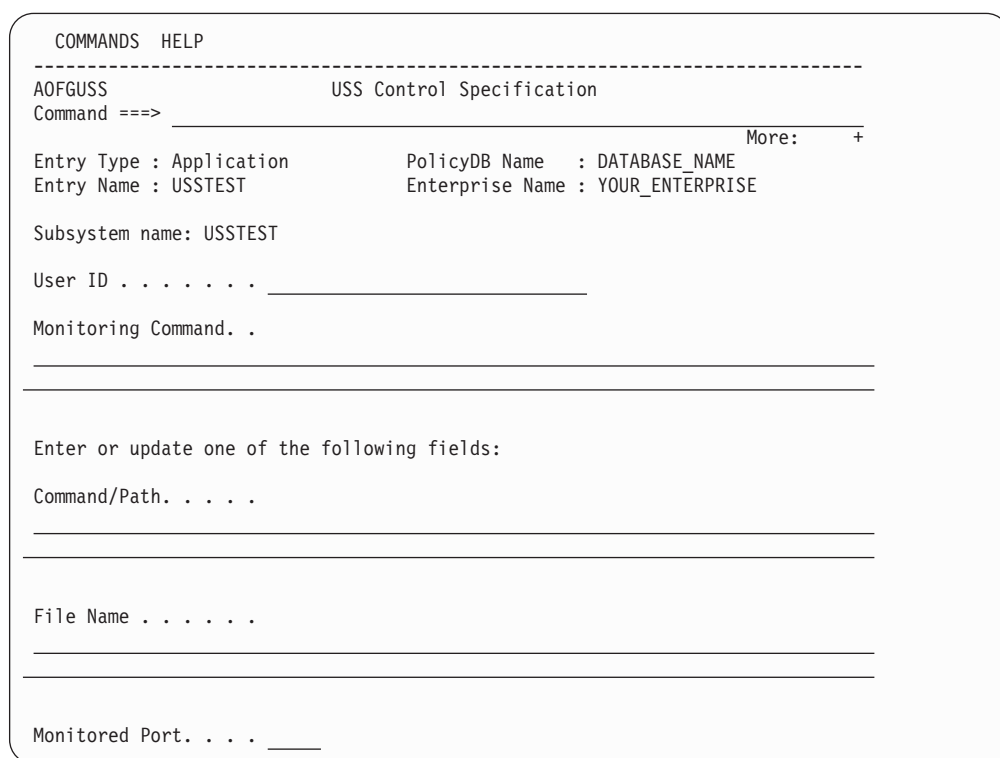 COMMANDS HELP
-------------------------------------------------------------------------------
AOFGUSS USS Control Specification
Command ===> 
More: +
Entry Type : Application PolicyDB Name : DATABASE_NAME
Entry Name : USSTEST Enterprise Name : YOUR_ENTERPRISE
Subsystem name: USSTEST
User ID . . . . . . .
Monitoring Command. .
Enter or update one of the following fields:
Command/Path. . . . .
File Name . . . . . .
Monitored Port. . . .